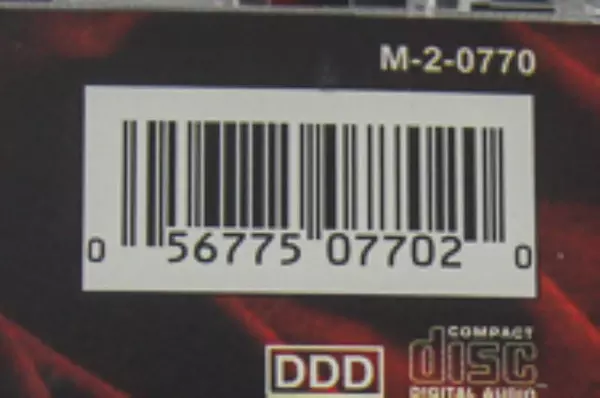 M-2-0770
0 56775 07702 0
COMPACT
DDD disc
DIGITAL AUDIO